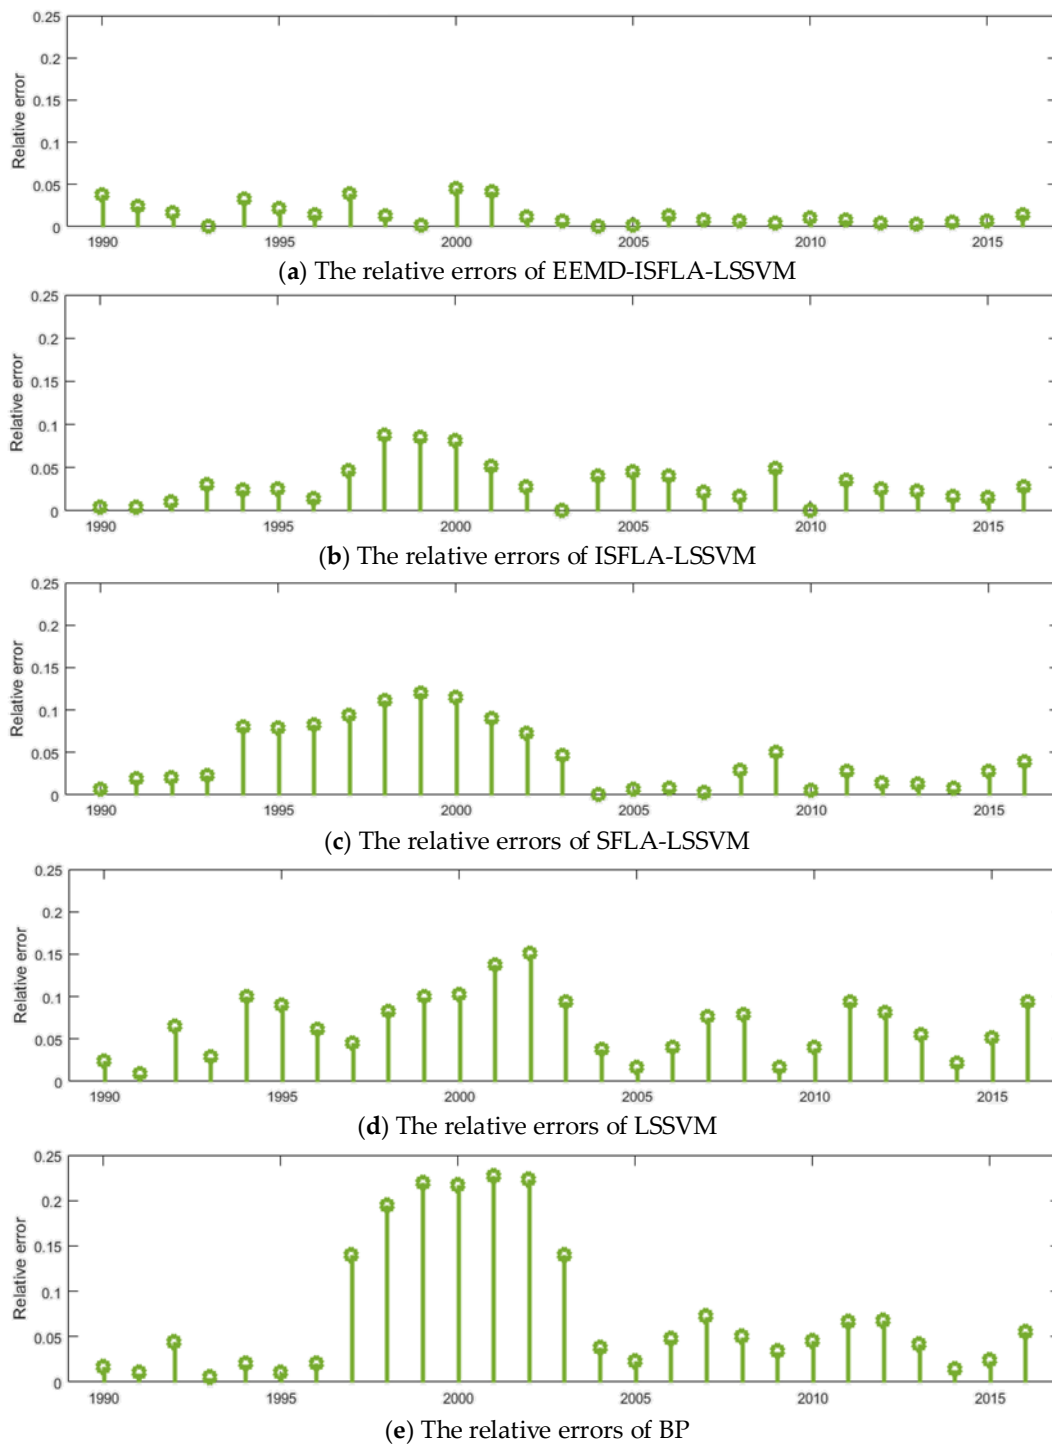 0.25
0.2
0.15
0.1
0.05
0
Relative error
1990 1995 2000 2005 2010 2015
(a) The relative errors of EEMD-ISFLA-LSSVM
0.25
0.2
0.15
0.1
0.05
0
Relative error
1990 1995 2000 2005 2010 2015
(b) The relative errors of ISFLA-LSSVM
0.25
0.2
0.15
0.1
0.05
0
Relative error
1990 1995 2000 2005 2010 2015
(c) The relative errors of SFLA-LSSVM
0.25
0.2
0.15
0.1
0.05
0
Relative error
1990 1995 2000 2005 2010 2015
(d) The relative errors of LSSVM
0.25
0.2
0.15
0.1
0.05
0
Relative error
1990 1995 2000 2005 2010 2015
(e) The relative errors of BP